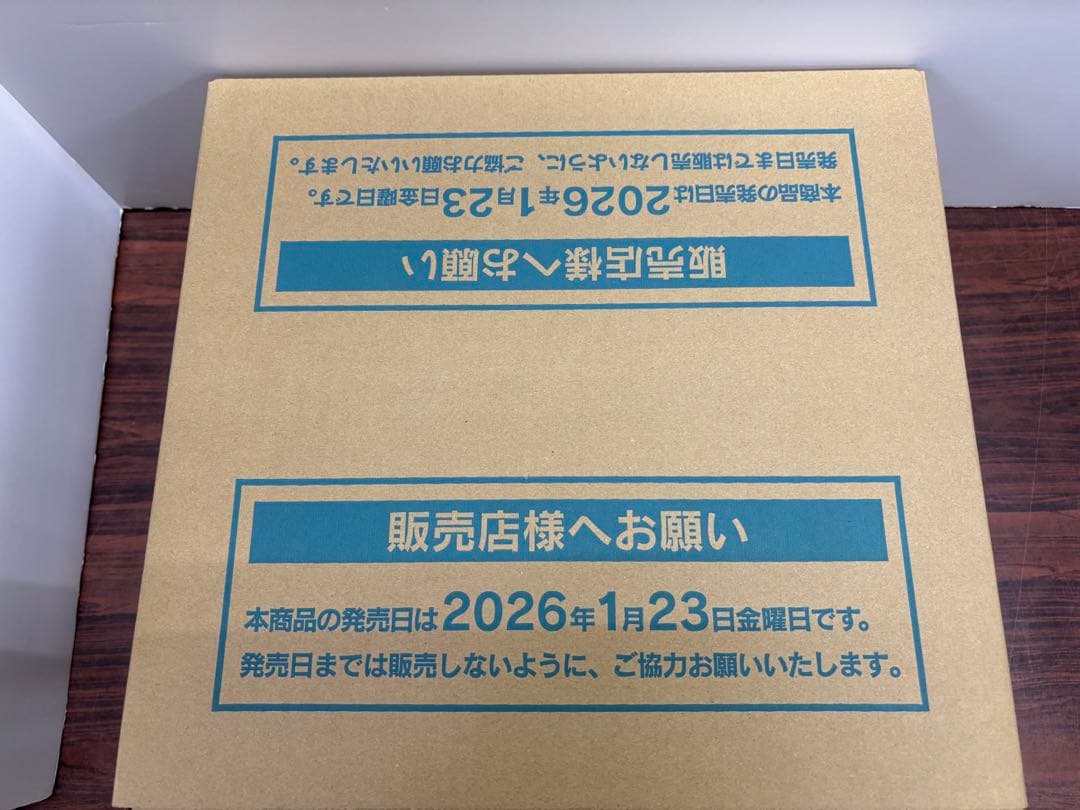 販売店様へお願い
本商品の発売日は2026年1月23日金曜日です。
発売日までは販売しないように、ご協力お願いいたします。
販売店様へお願い
本商品の発売日は2026年1月23日金曜日です。
発売日までは販売しないように、ご協力お願いいたします。